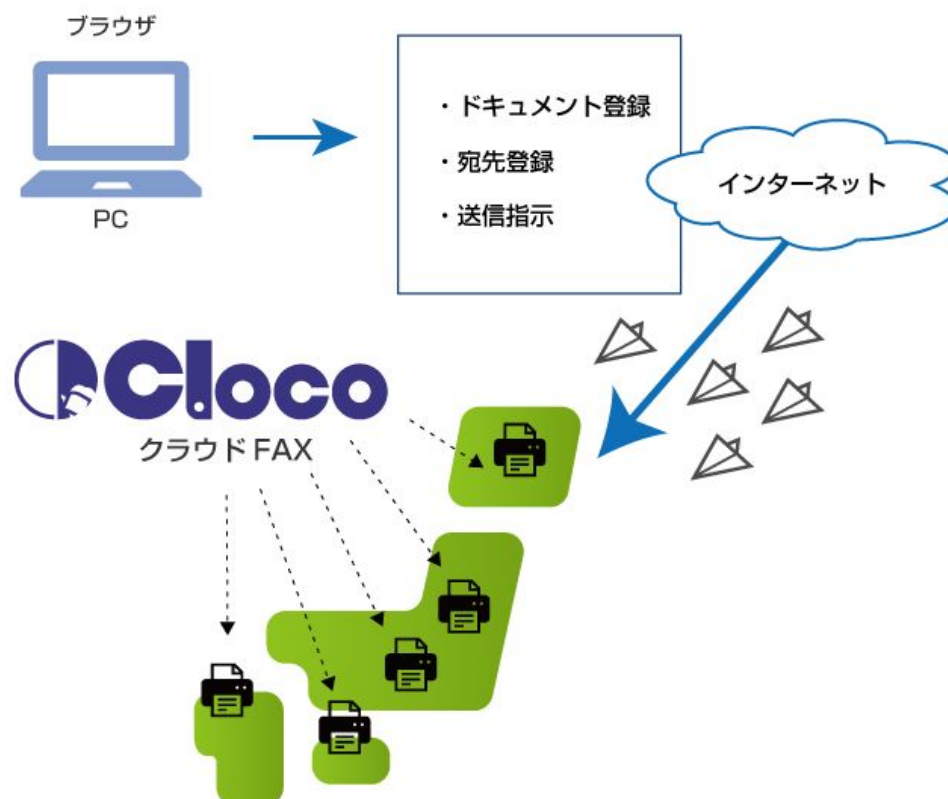 ブラウザ
PC
・ドキュメント登録
・宛先登録
・送信指示
インターネット
Cloco
クラウドFAX